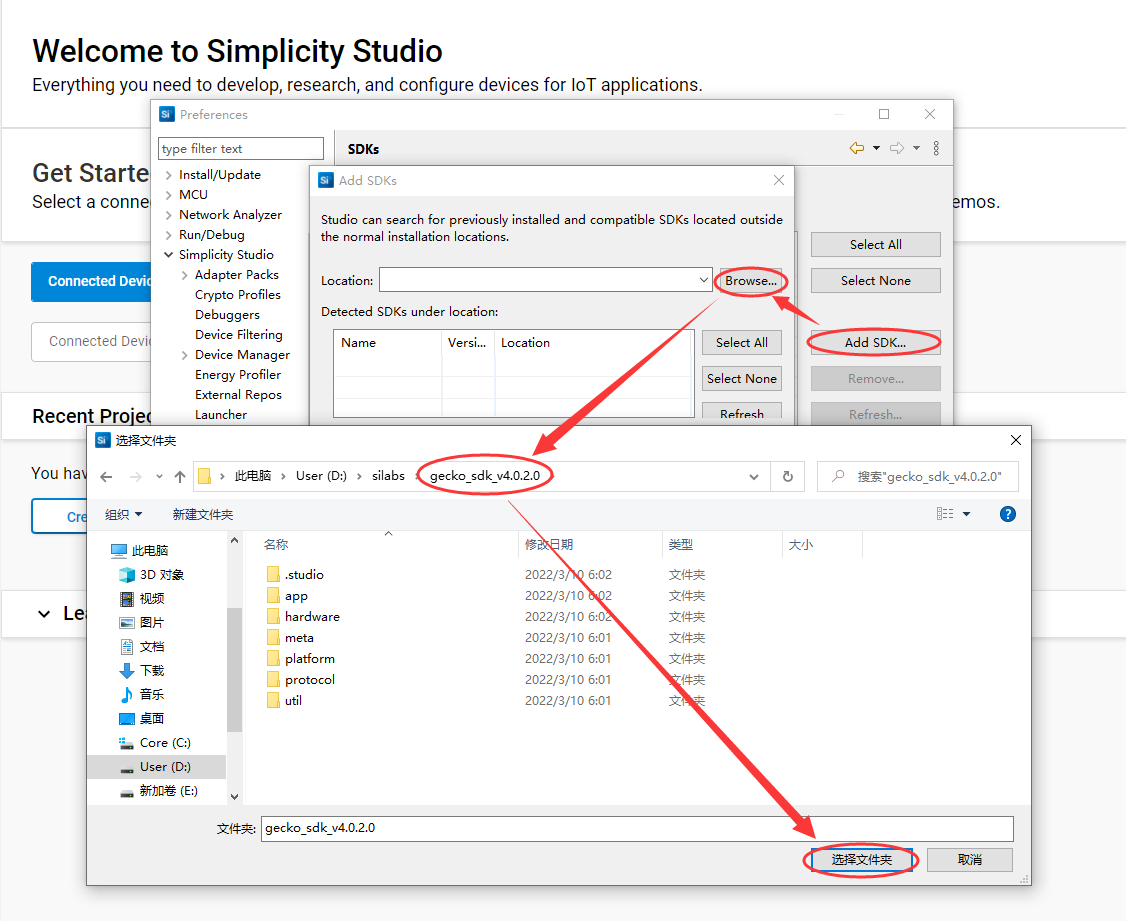 Welcome to Simplicity Studio
Everything you need to develop, research, and configure devices for IoT applications.
Si Preferences
type filter text
SDKs
Get Starte
Select a conne
emos.
Install/Update
MCU
Network Analyzer
Run/Debug
Simplicity Studio
Adapter Packs
Crypto Profiles
Debuggers
Device Filtering
Device Manager
Energy Profiler
External Repos
Launcher
Si Add SDKs
Studio can search for previously installed and compatible SDKs located outside
the normal installation locations.
Location:
Browse...
Detected SDKs under location:
Name Versi... Location
Select All
Select None
Refresh
Select All
Select None
Add SDK...
Remove...
Refresh...
Connected Devic
Connected Devic
Recent Projec
You hav
Cre
Lea
Si 选择文件夹
此电脑 User (D:) silabs gecko_sdk_v4.0.2.0
搜索"gecko_sdk_v4.0.2.0"
组织 新建文件夹
?
此电脑
3D 对象
视频
图片
文档
下载
音乐
桌面
Core (C:)
User (D:)
新加卷 (E:)
名称 修改日期 类型 大小
.studio 2022/3/10 6:02 文件夹
app 2022/3/10 6:02 文件夹
hardware 2022/3/10 6:02 文件夹
meta 2022/3/10 6:01 文件夹
platform 2022/3/10 6:01 文件夹
protocol 2022/3/10 6:01 文件夹
util 2022/3/10 6:01 文件夹
文件夹: gecko_sdk_v4.0.2.0
选择文件夹 取消